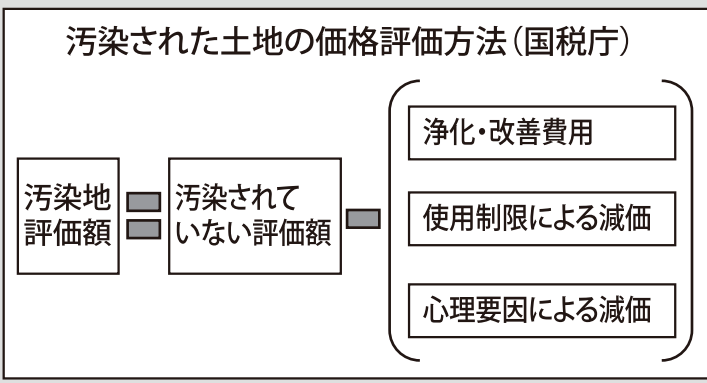 汚染された土地の価格評価方法（国税庁）
汚染地
評価額
汚染されて
いない評価額
浄化・改善費用
使用制限による減価
心理要因による減価